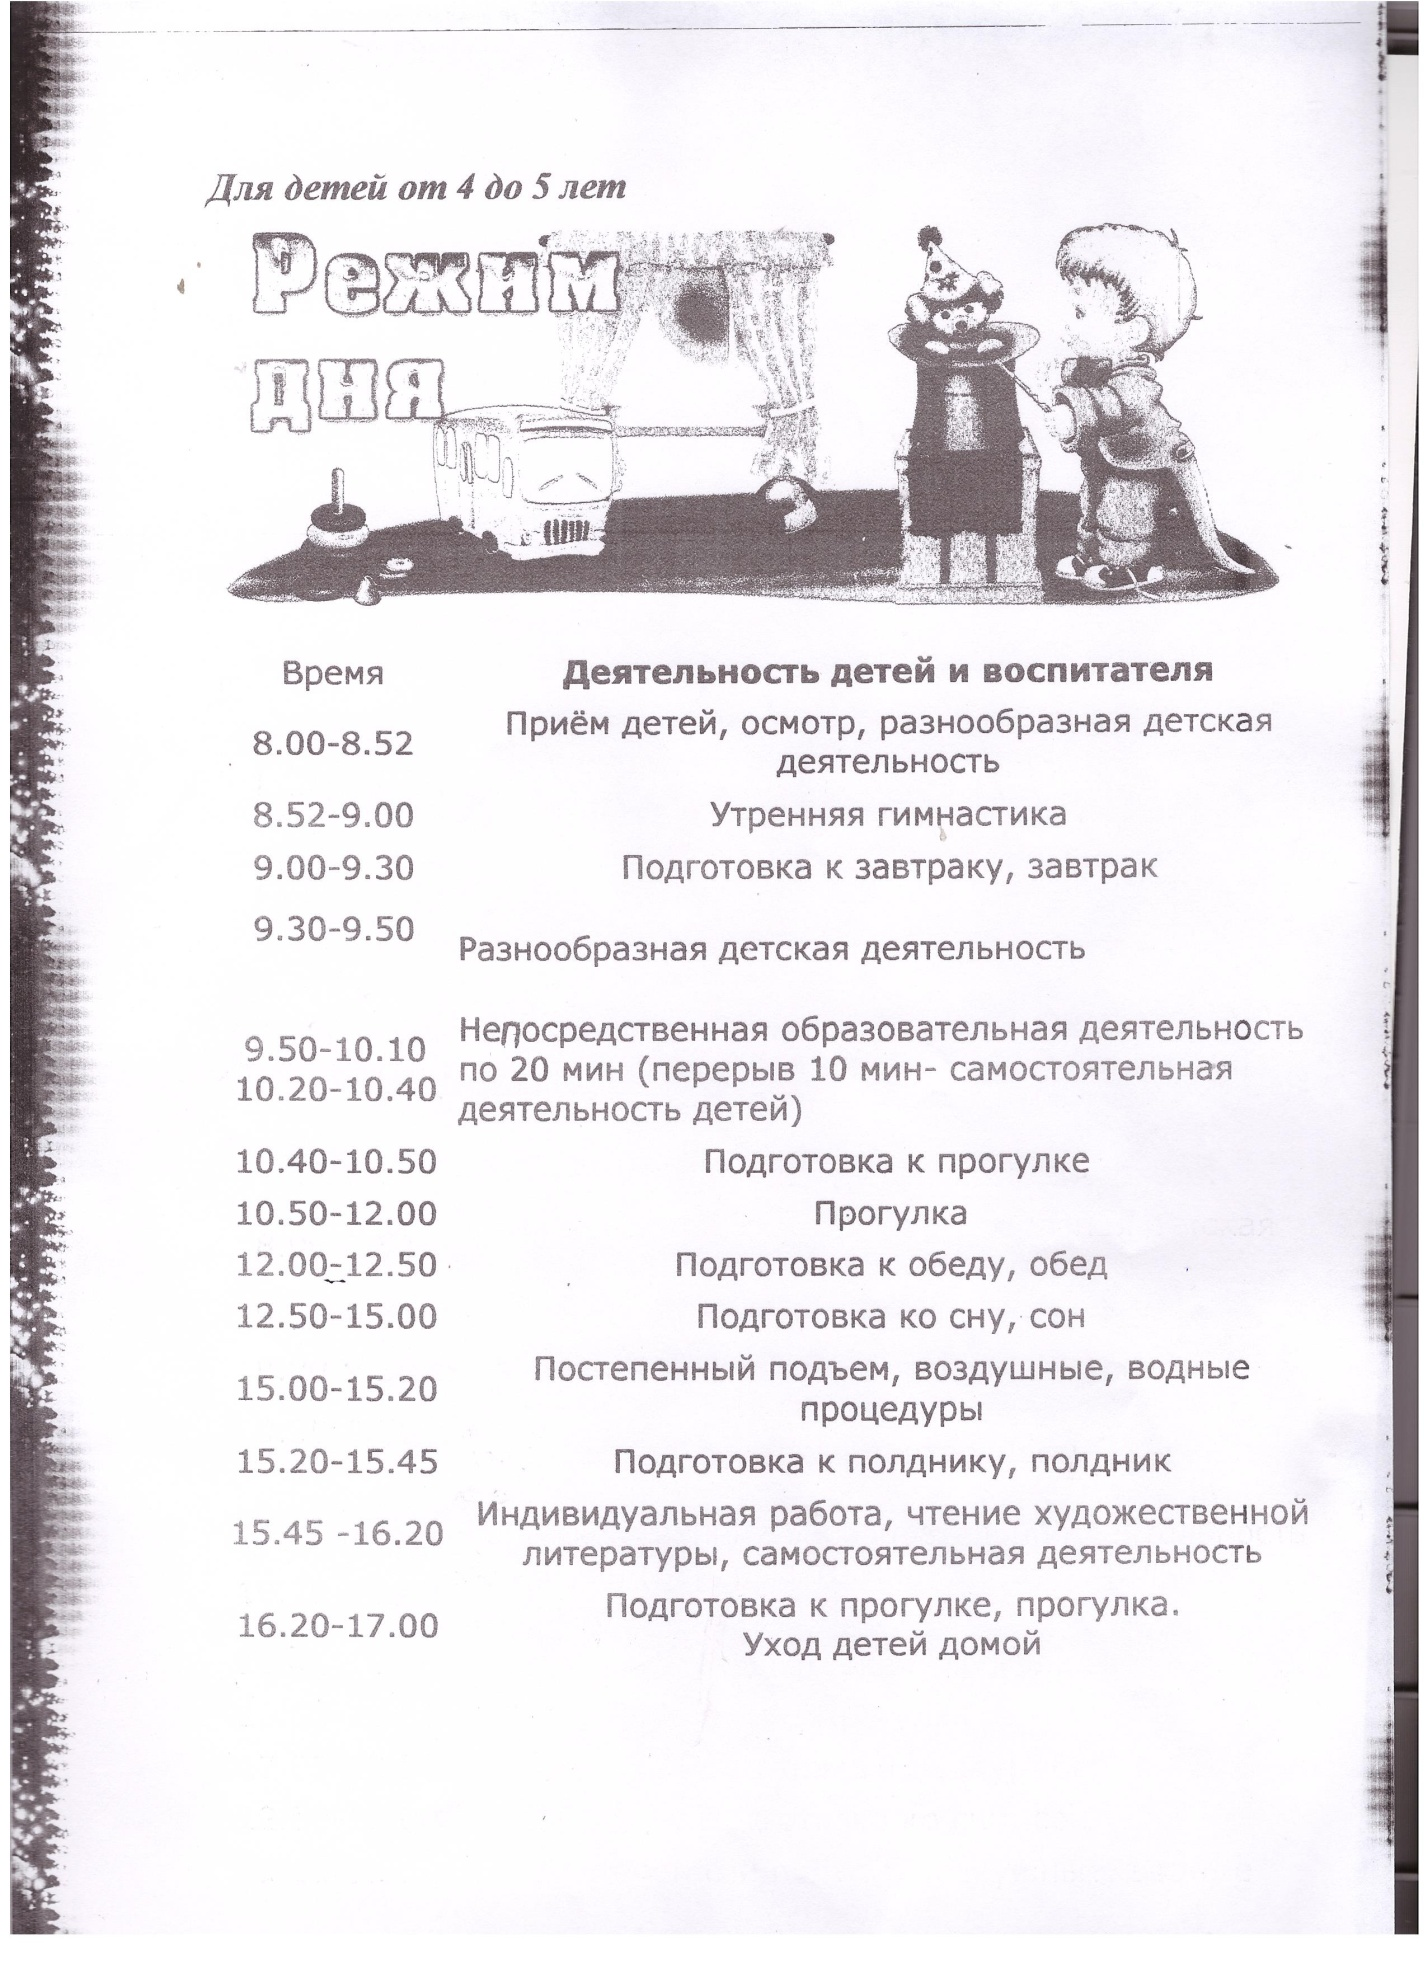 Для детей от 4 до 5 лет
Режим
дня
Время Деятельность детей и воспитателя
8.00-8.52 Приём детей, осмотр, разнообразная детская
деятельность
8.52-9.00 Утренняя гимнастика
9.00-9.30 Подготовка к завтраку, завтрак
9.30-9.50 Разнообразная детская деятельность
Непосредственная образовательная деятельность
9.50-10.10 по 20 мин (перерыв 10 мин- самостоятельная
10.20-10.40 деятельность детей)
10.40-10.50 Подготовка к прогулке
10.50-12.00 Прогулка
12.00-12.50 Подготовка к обеду, обед
12.50-15.00 Подготовка ко сну, сон
15.00-15.20 Постепенный подъем, воздушные, водные
процедуры
15.20-15.45 Подготовка к полднику, полдник
15.45 -16.20 Индивидуальная работа, чтение художественной
литературы, самостоятельная деятельность
16.20-17.00 Подготовка к прогулке, прогулка.
Уход детей домой